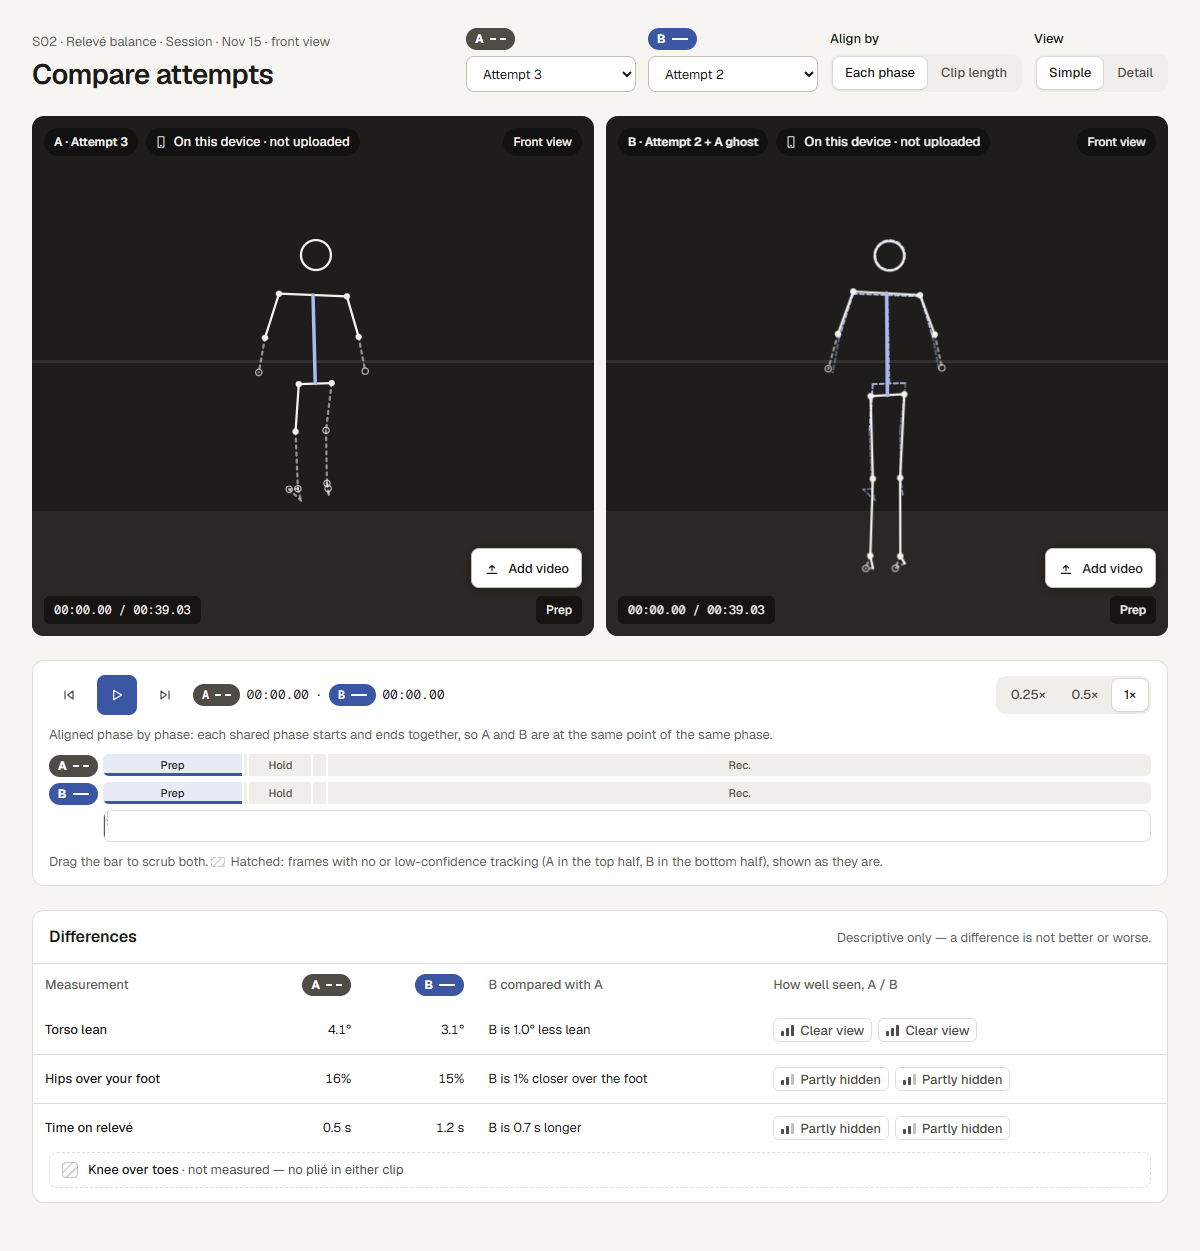 S02 · Relevé balance · Session · Nov 15 · front view
Compare attempts
A
Attempt 3
B
Attempt 2
Align by
Each phase Clip length
View
Simple Detail
A · Attempt 3 On this device · not uploaded Front view
Add video
00:00.00 / 00:39.03 Prep
B · Attempt 2 + A ghost On this device · not uploaded Front view
Add video
00:00.00 / 00:39.03 Prep
A 00:00.00 · B 00:00.00 0.25× 0.5× 1×
Aligned phase by phase: each shared phase starts and ends together, so A and B are at the same point of the same phase.
A Prep Hold Rec.
B Prep Hold Rec.
Drag the bar to scrub both. Hatched: frames with no or low-confidence tracking (A in the top half, B in the bottom half), shown as they are.
Differences Descriptive only — a difference is not better or worse.
Measurement A B B compared with A How well seen, A / B
Torso lean 4.1° 3.1° B is 1.0° less lean Clear view Clear view
Hips over your foot 16% 15% B is 1% closer over the foot Partly hidden Partly hidden
Time on relevé 0.5 s 1.2 s B is 0.7 s longer Partly hidden Partly hidden
Knee over toes · not measured — no plié in either clip